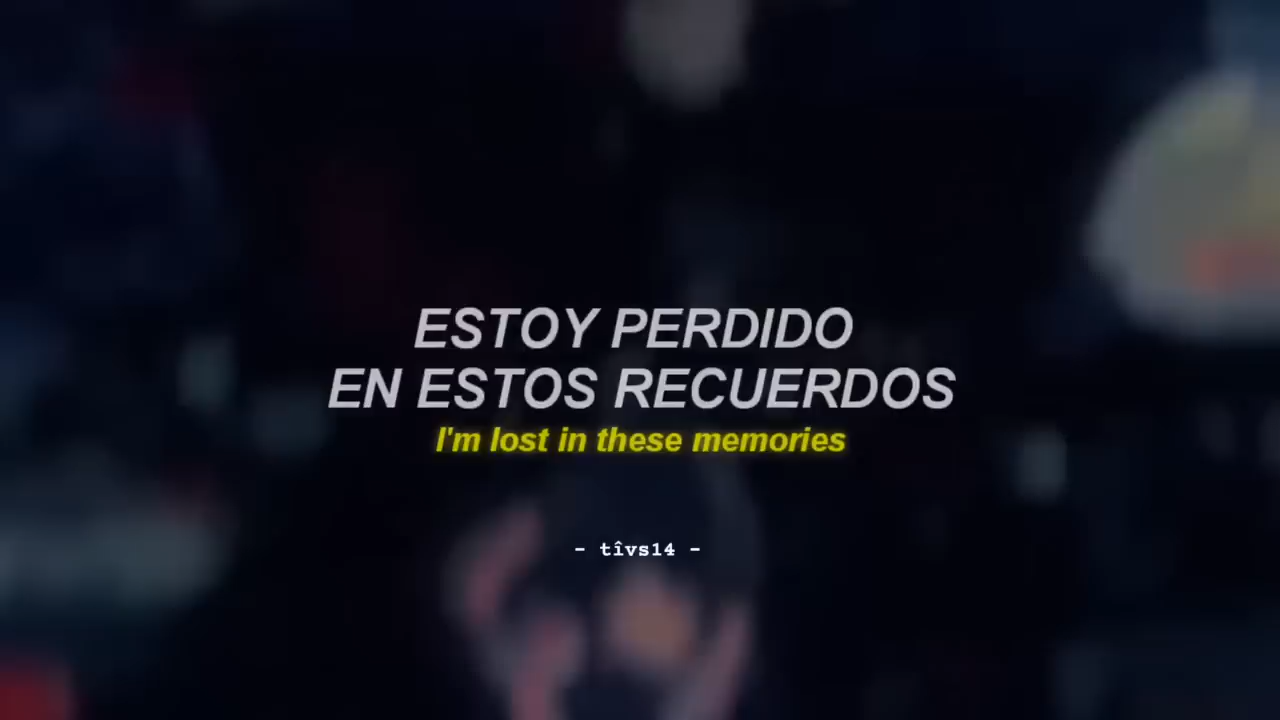 ESTOY PERDIDO
EN ESTOS RECUERDOS
I'm lost in these memories
- tîvs14 -